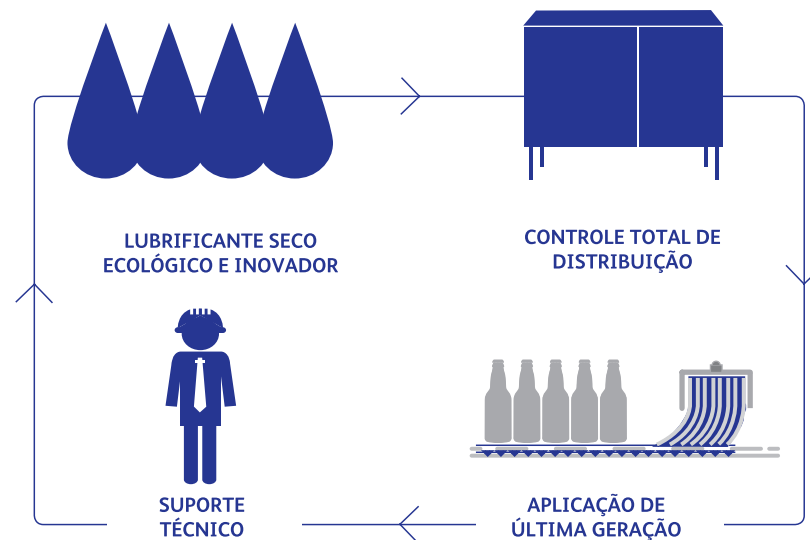 LUBRIFICANTE SECO
ECOLÓGICO E INOVADOR
CONTROLE TOTAL DE
DISTRIBUIÇÃO
SUPORTE
TÉCNICO
APLICAÇÃO DE
ÚLTIMA GERAÇÃO